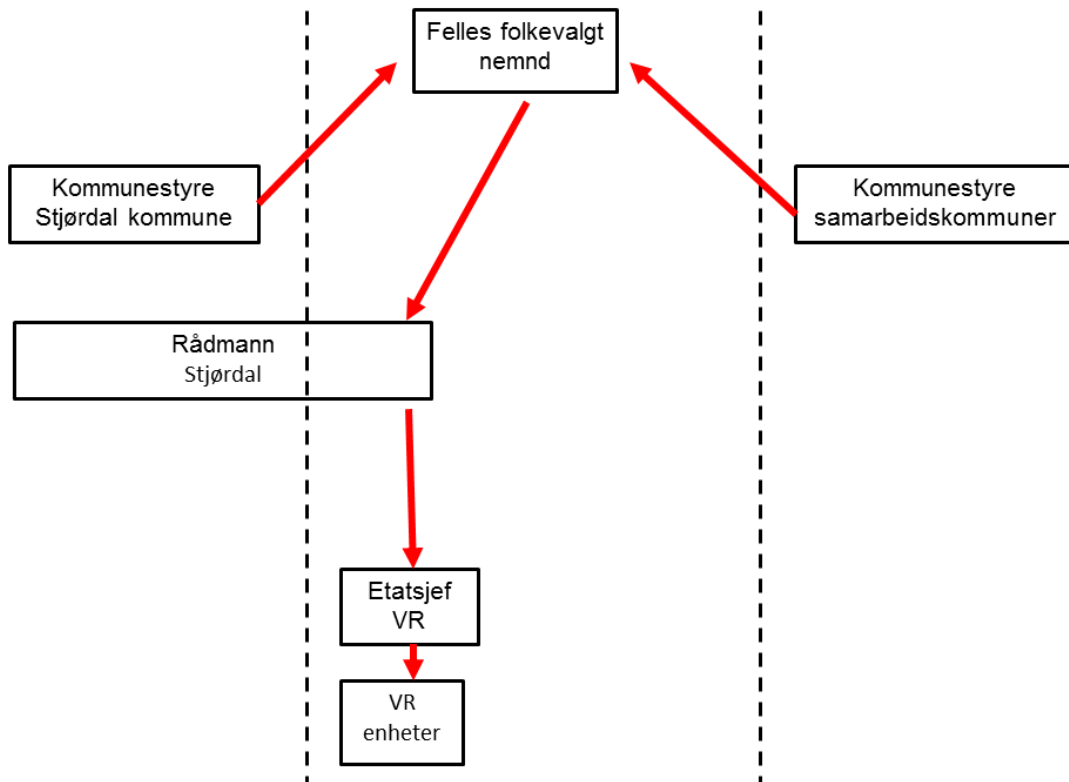 Felles folkevalgt
nemnd
Kommunestyre
Stjørdal kommune
Kommunestyre
samarbeidskommuner
Rådmann
Stjørdal
Etatsjef
VR
VR
enheter